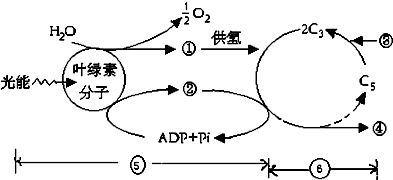 ½O₂
H₂O
① 供氢
2C₃ ③
光能 叶绿素
分子
② C₅
④
ADP+Pi
⑤ ⑥